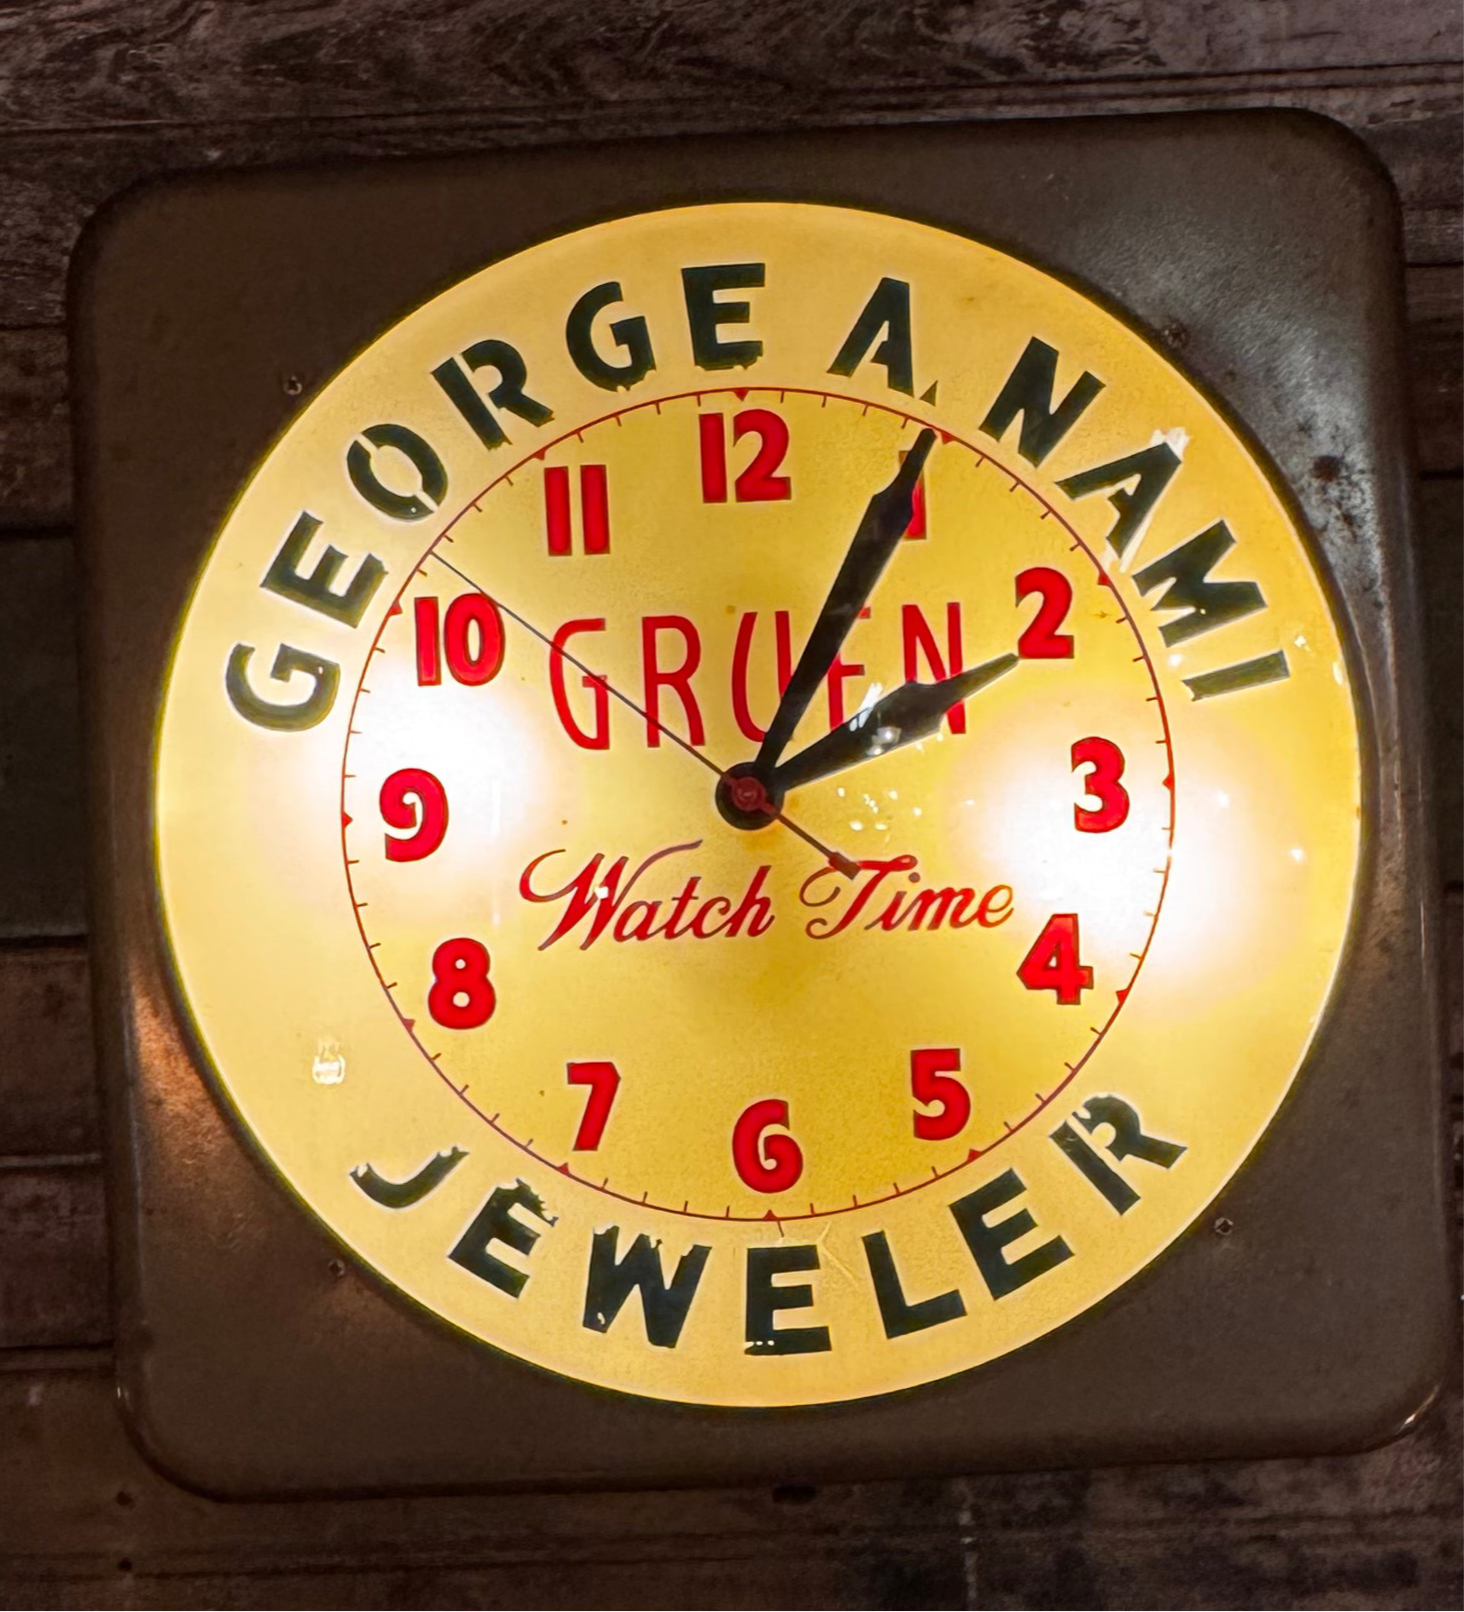 GEORGE A. NAMI
12
11 1
10 2
GRUEN
9 3
Watch Time
8 4
7 5
6
JEWELER